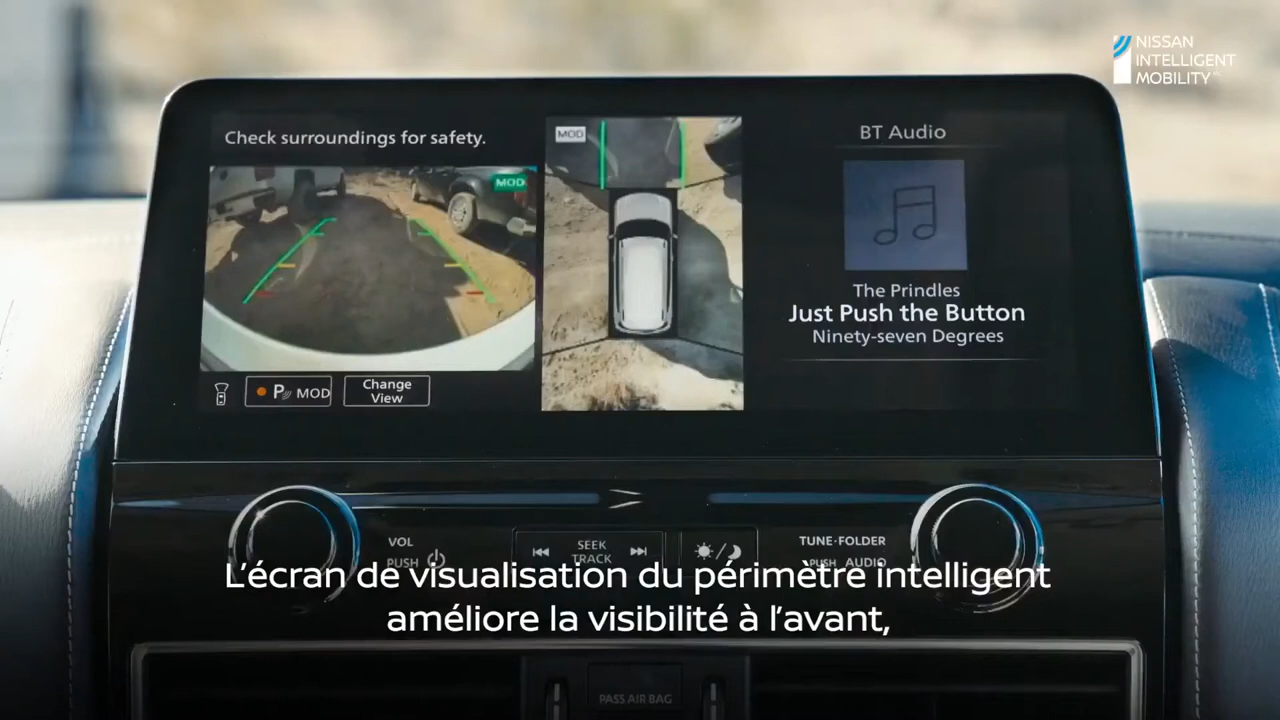 NISSAN
INTELLIGENT
MOBILITY
Check surroundings for safety.
MOD
MOD
BT Audio
The Prindles
Just Push the Button
Ninety-seven Degrees
P MOD
Change
View
VOL
PUSH
SEEK
TRACK
TUNE·FOLDER
PUSH AUDIO
L'écran de visualisation du périmètre intelligent
améliore la visibilité à l'avant,
PASS AIR BAG